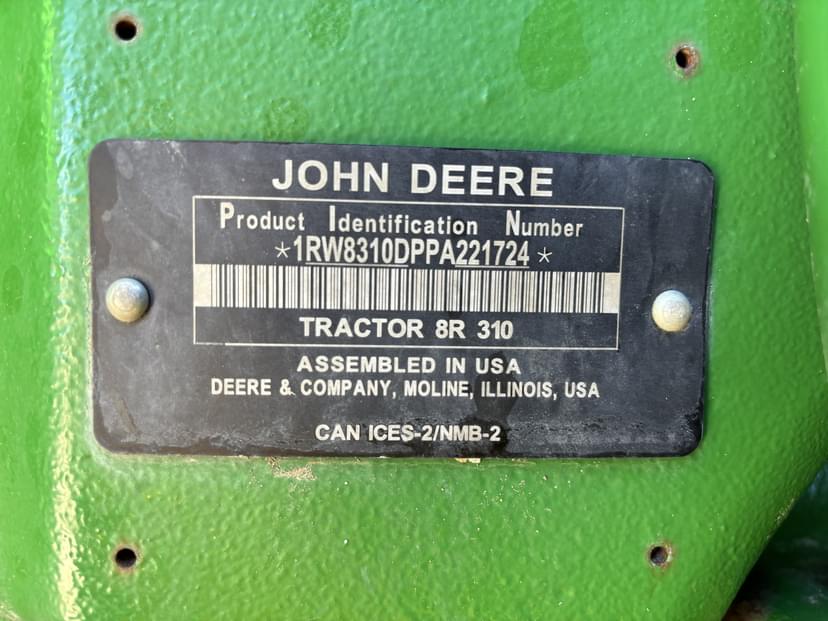 JOHN DEERE
Product Identification Number
*1RW8310DPPA221724*
TRACTOR 8R 310
ASSEMBLED IN USA
DEERE & COMPANY, MOLINE, ILLINOIS, USA
CAN ICES-2/NMB-2